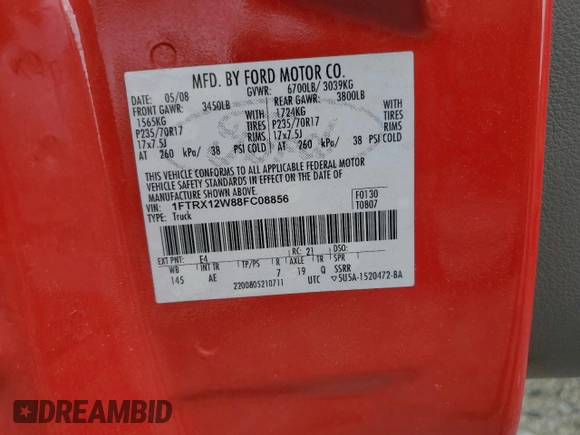 MFD. BY FORD MOTOR CO.
DATE: 05/08 GVWR: 6700LB/ 3039KG
FRONT GAWR: 3450LB REAR GAWR: 3800LB
1565KG WITH 1724KG WITH
P235/70R17 TIRES P235/70R17 TIRES
17x7.5J RIMS 17x7.5J RIMS
AT 260 kPa/ 38 PSI COLD AT 260 kPa/ 38 PSI COLD
THIS VEHICLE CONFORMS TO ALL APPLICABLE FEDERAL MOTOR
VEHICLE SAFETY STANDARDS IN EFFECT ON THE DATE OF
MANUFACTURE SHOWN ABOVE.
VIN: 1FTRX12W88FC08856 F0130
TYPE: Truck T0807
EXT PNT: E4 RC: 21 DSO:
WB INT TR TP/PS R AXLE TR SPR
145 AE 7 19 Q SSRR
2200805210711 UTC ▽5U5A-1520472-BA
DREAMBID